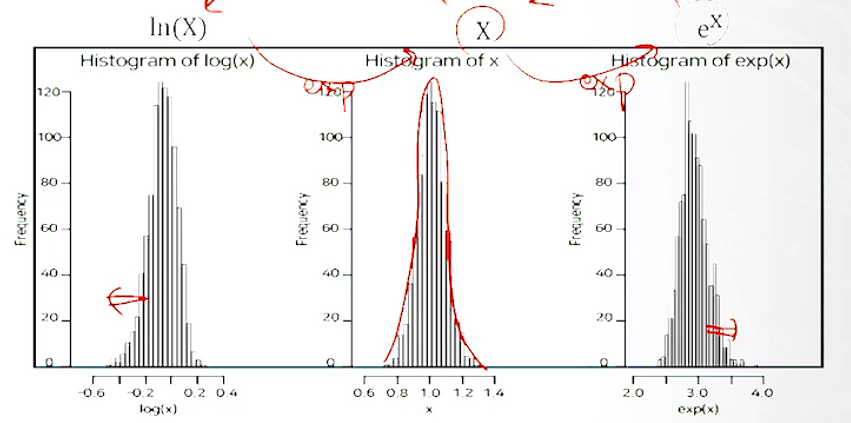 ln(X) X e^X
Histogram of log(x) Histogram of x Histogram of exp(x)
exp exp
120 120 120
100 100 100
80 80 80
60 60 60
40 40 40
20 20 20
0 0 0
Frequency Frequency Frequency
-0.6 -0.2 0.2 0.4 0.6 0.8 1.0 1.2 1.4 2.0 3.0 4.0
log(x) x exp(x)